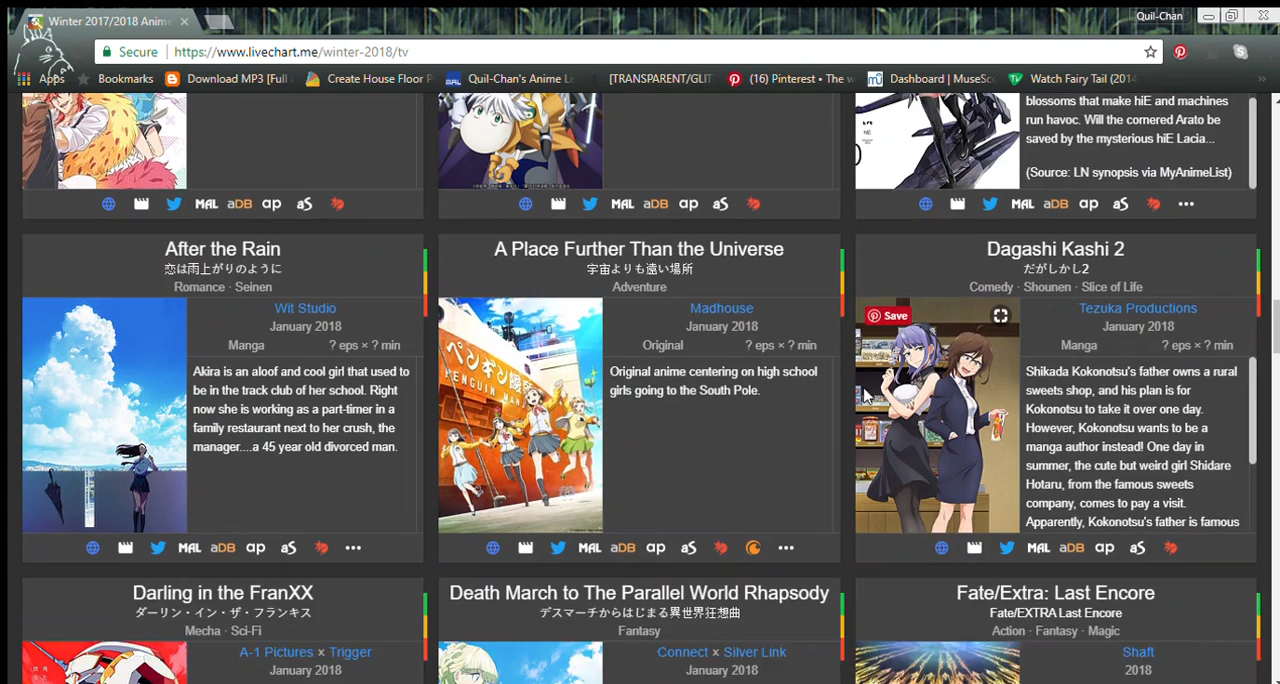 Winter 2017/2018 Anime
Quil-Chan
Secure
https://www.livechart.me/winter-2018/tv
Apps
Bookmarks
Download MP3 [Full
Create House Floor P
Quil-Chan's Anime Li
[TRANSPARENT/GLIT
(16) Pinterest • The w
Dashboard | MuseSc
Watch Fairy Tail (2014
blossoms that make hiE and machines
run havoc. Will the cornered Arato be
saved by the mysterious hiE Lacia...
(Source: LN synopsis via MyAnimeList)
MAL aDB ap aS
MAL aDB ap aS
MAL aDB ap aS
After the Rain
恋は雨上がりのように
Romance · Seinen
Wit Studio
January 2018
Manga ? eps × ? min
Akira is an aloof and cool girl that used to
be in the track club of her school. Right
now she is working as a part-timer in a
family restaurant next to her crush, the
manager....a 45 year old divorced man.
MAL aDB ap aS
A Place Further Than the Universe
宇宙よりも遠い場所
Adventure
Madhouse
January 2018
Original ? eps × ? min
ペンギン饅
PENGUIN MANJ
Original anime centering on high school
girls going to the South Pole.
MAL aDB ap aS
Dagashi Kashi 2
だがしかし2
Comedy · Shounen · Slice of Life
Save
Tezuka Productions
January 2018
Manga ? eps × ? min
Shikada Kokonotsu's father owns a rural
sweets shop, and his plan is for
Kokonotsu to take it over one day.
However, Kokonotsu wants to be a
manga author instead! One day in
summer, the cute but weird girl Shidare
Hotaru, from the famous sweets
company, comes to pay a visit.
Apparently, Kokonotsu's father is famous
MAL aDB ap aS
Darling in the FranXX
ダーリン・イン・ザ・フランキス
Mecha · Sci-Fi
A-1 Pictures × Trigger
January 2018
Death March to The Parallel World Rhapsody
デスマーチからはじまる異世界狂想曲
Fantasy
Connect × Silver Link
January 2018
Fate/Extra: Last Encore
Fate/EXTRA Last Encore
Action · Fantasy · Magic
Shaft
2018